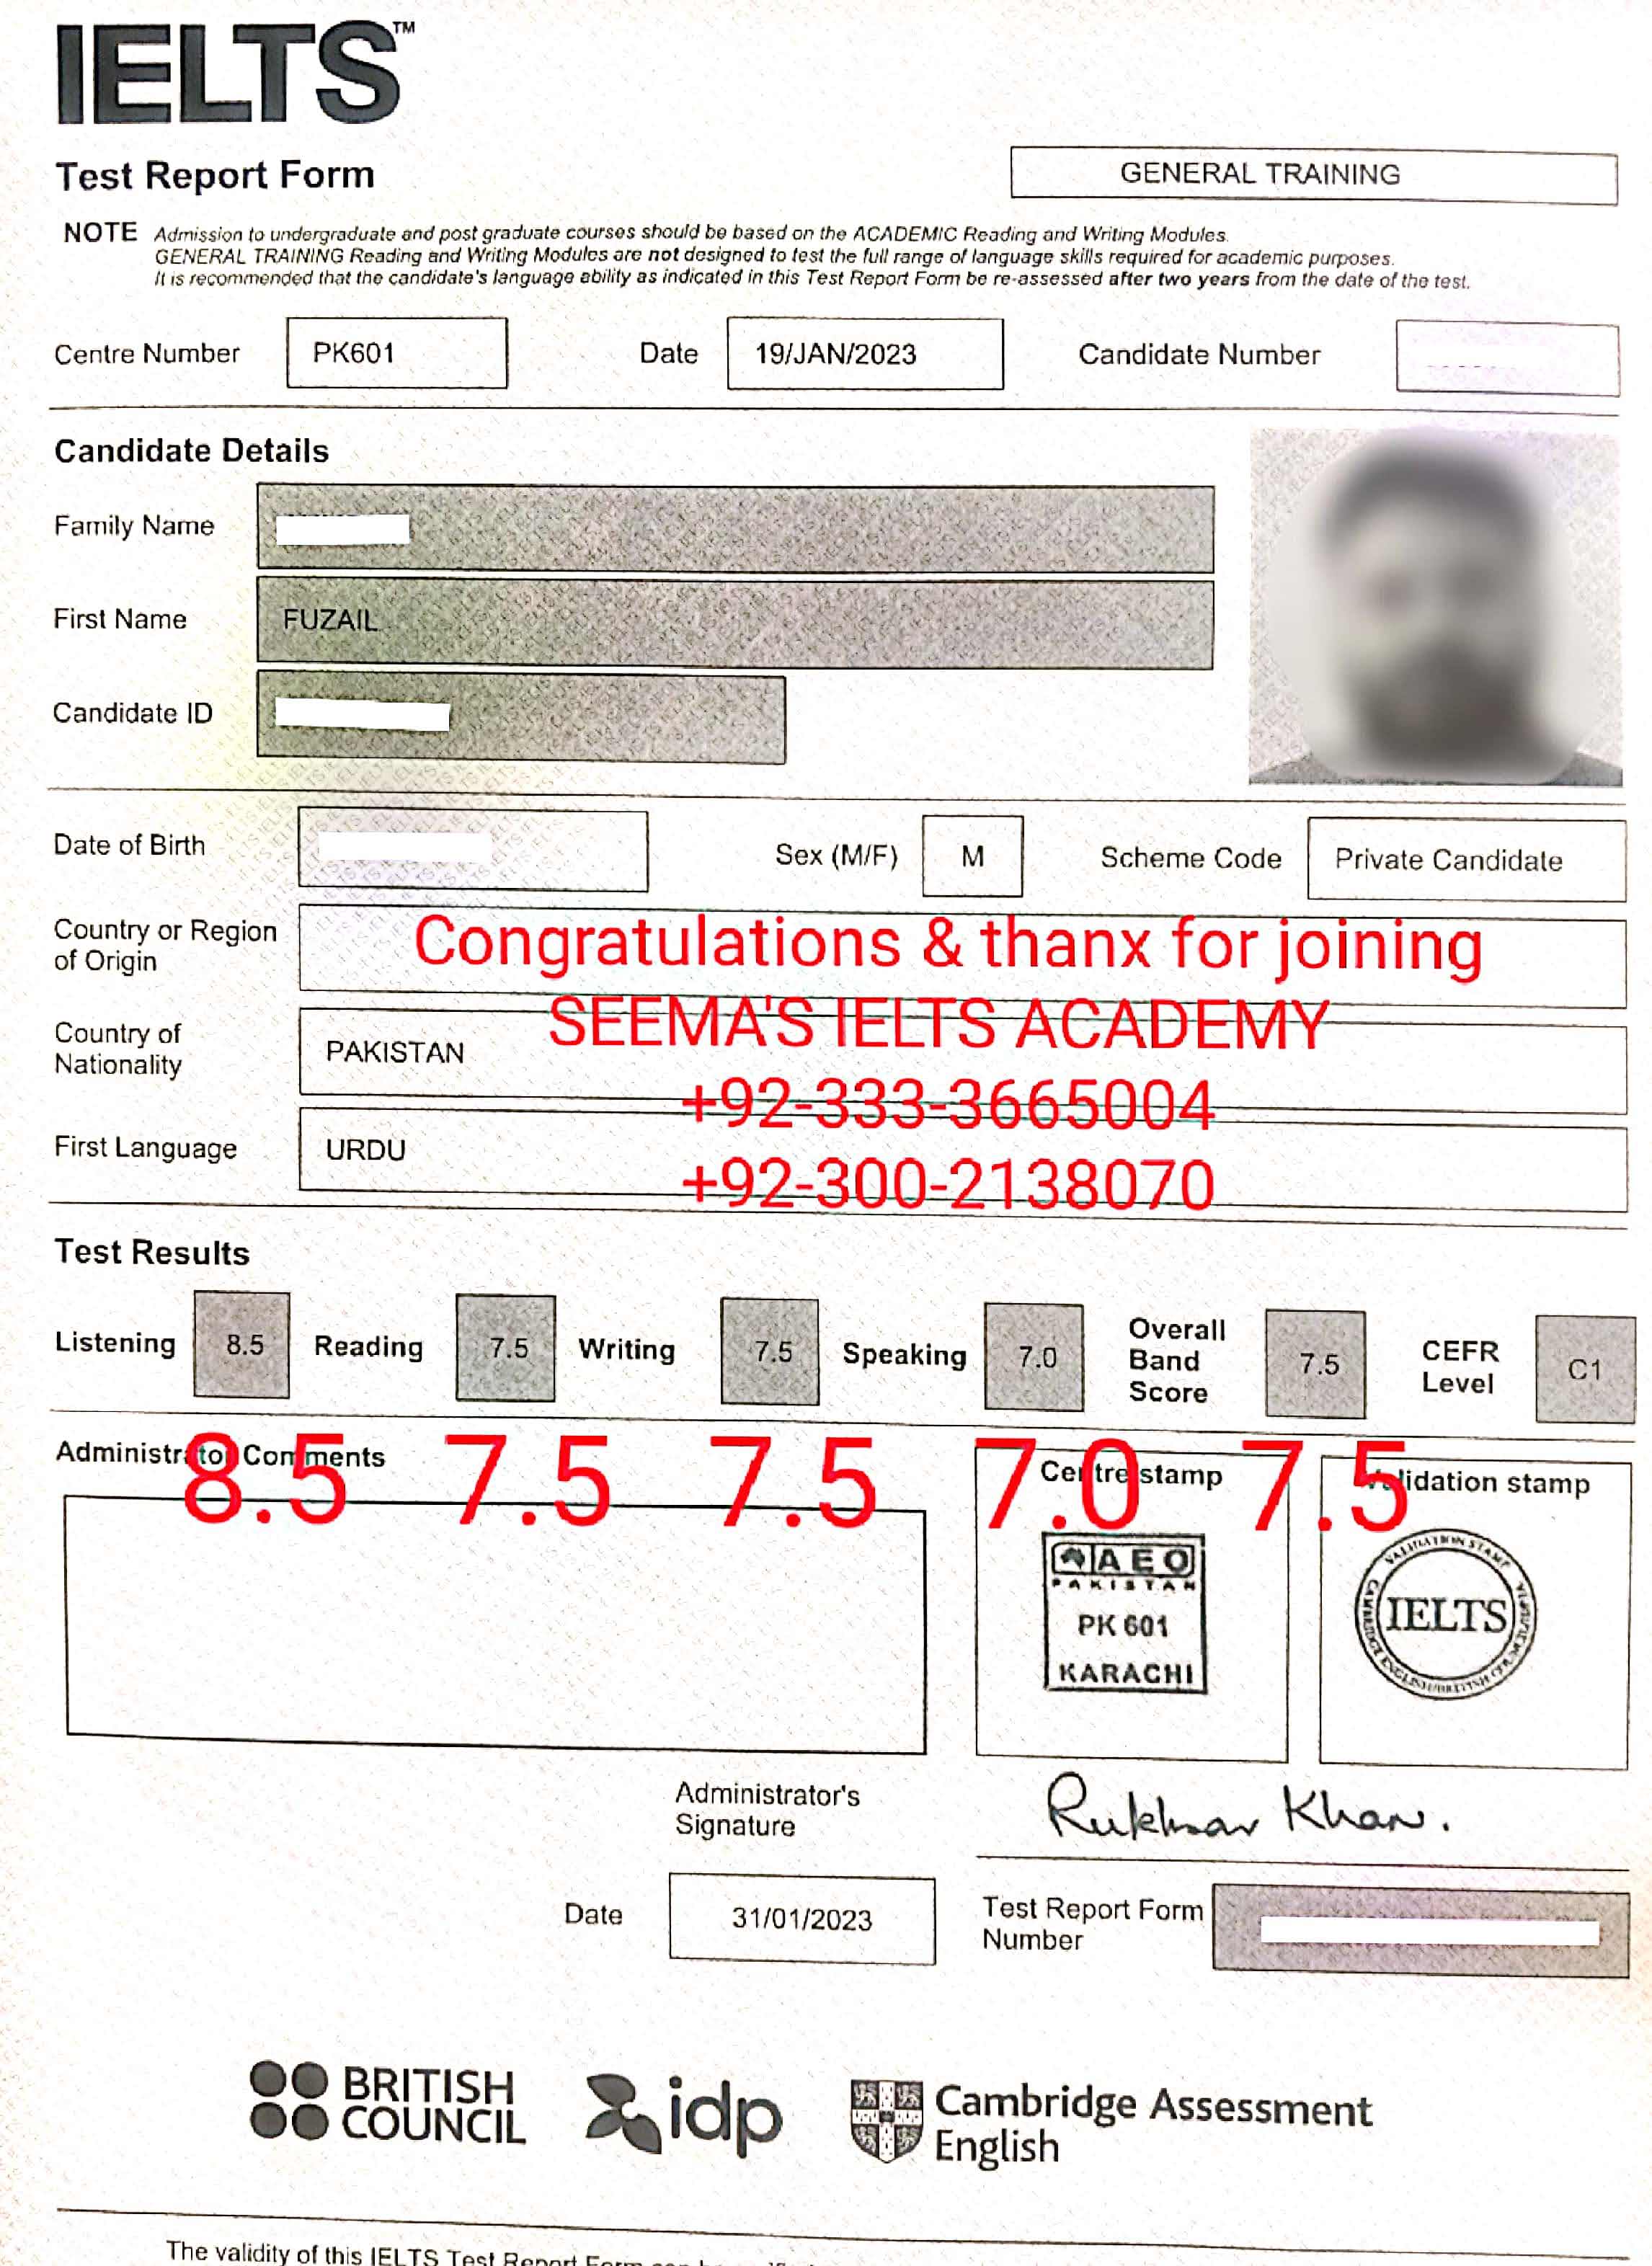 IELTS™
Test Report Form
GENERAL TRAINING
NOTE Admission to undergraduate and post graduate courses should be based on the ACADEMIC Reading and Writing Modules.
GENERAL TRAINING Reading and Writing Modules are not designed to test the full range of language skills required for academic purposes.
It is recommended that the candidate's language ability as indicated in this Test Report Form be re-assessed after two years from the date of the test.
Centre Number PK601 Date 19/JAN/2023 Candidate Number
Candidate Details
Family Name
First Name FUZAIL
Candidate ID
Date of Birth Sex (M/F) M Scheme Code Private Candidate
Country or Region
of Origin
Congratulations & thanx for joining
SEEMA'S IELTS ACADEMY
Country of
Nationality
PAKISTAN
+92-333-3665004
First Language URDU
+92-300-2138070
Test Results
Listening 8.5 Reading 7.5 Writing 7.5 Speaking 7.0 Overall Band Score 7.5 CEFR Level C1
8.5 7.5 7.5 7.0 7.5
Administrator Comments
Centre stamp
Validation stamp
AEO
PAKISTAN
PK 601
KARACHI
VALIDATION STAMP
IELTS
Administrator's
Signature
Rukhsar Khan.
Date 31/01/2023
Test Report Form
Number
BRITISH
COUNCIL
idp
Cambridge Assessment
English
The validity of this IELTS Test Report Form can be